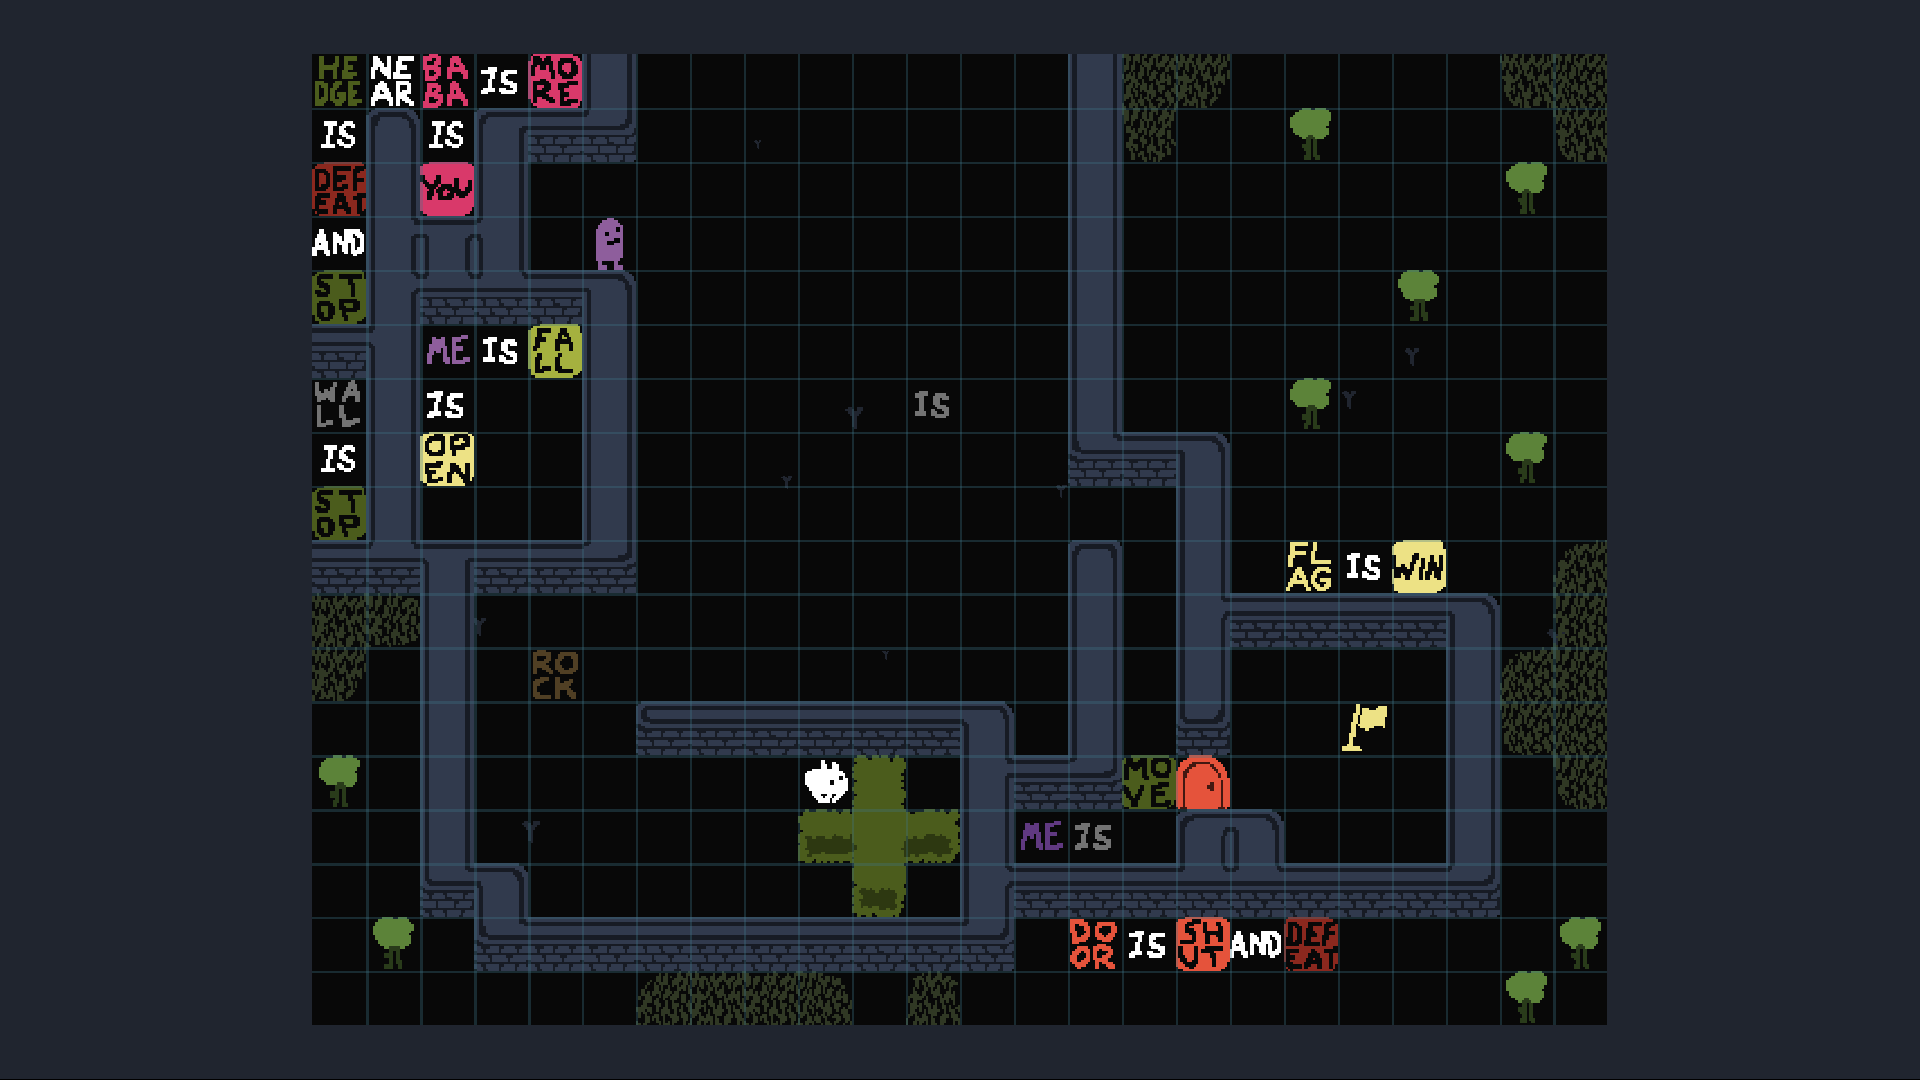 HEDGE NEAR BABA IS MORE
IS IS
DEFEAT YOU
AND
STOP
ME IS FALL
WALL IS IS
IS OPEN
STOP
FLAG IS WIN
ROCK
MOVE
ME IS
DOOR IS SHUT AND DEFEAT